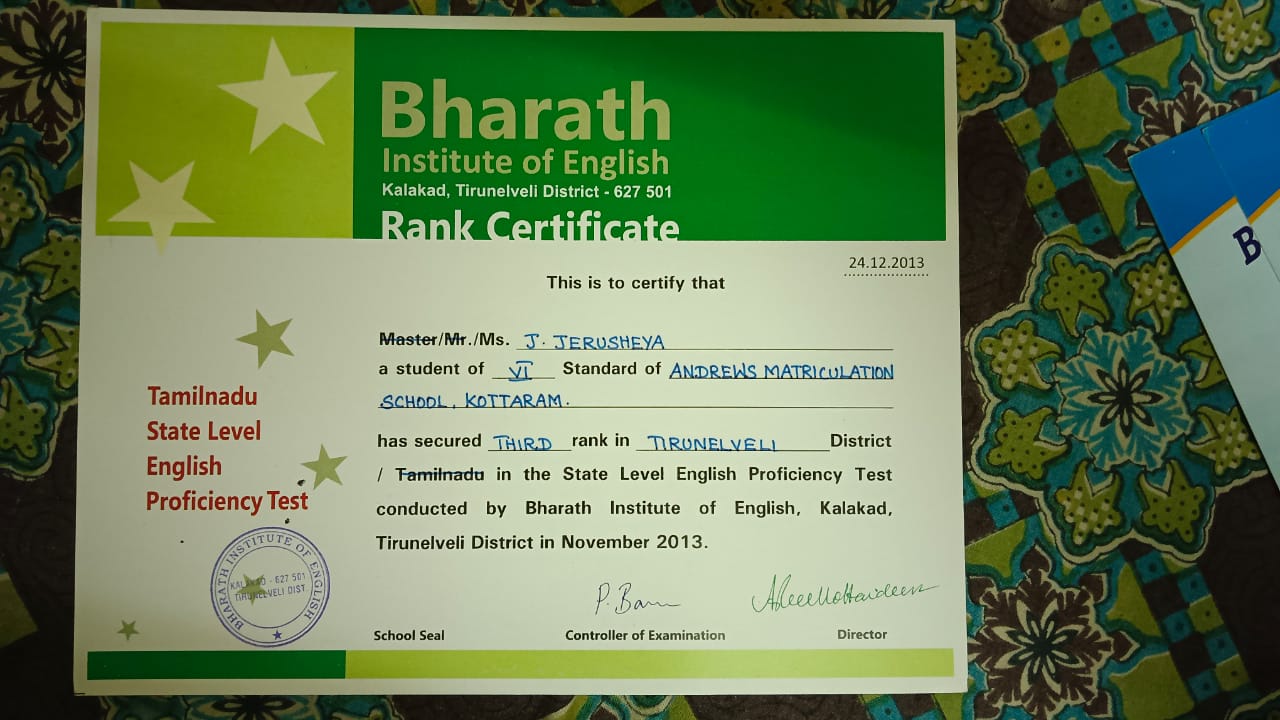 Bharath
Institute of English
Kalakad, Tirunelveli District - 627 501
Rank Certificate
24.12.2013
This is to certify that
Master/Mr./Ms. J. JERUSHEYA
a student of VI Standard of ANDREWS MATRICULATION
SCHOOL, KOTTARAM.
has secured THIRD rank in TIRUNELVELI District
/ Tamilnadu in the State Level English Proficiency Test
conducted by Bharath Institute of English, Kalakad,
Tirunelveli District in November 2013.
Tamilnadu
State Level
English
Proficiency Test
BHARATH INSTITUTE OF ENGLISH
KALAKAD - 627 501
TIRUNELVELI DIST.
School Seal
Controller of Examination
Director
B